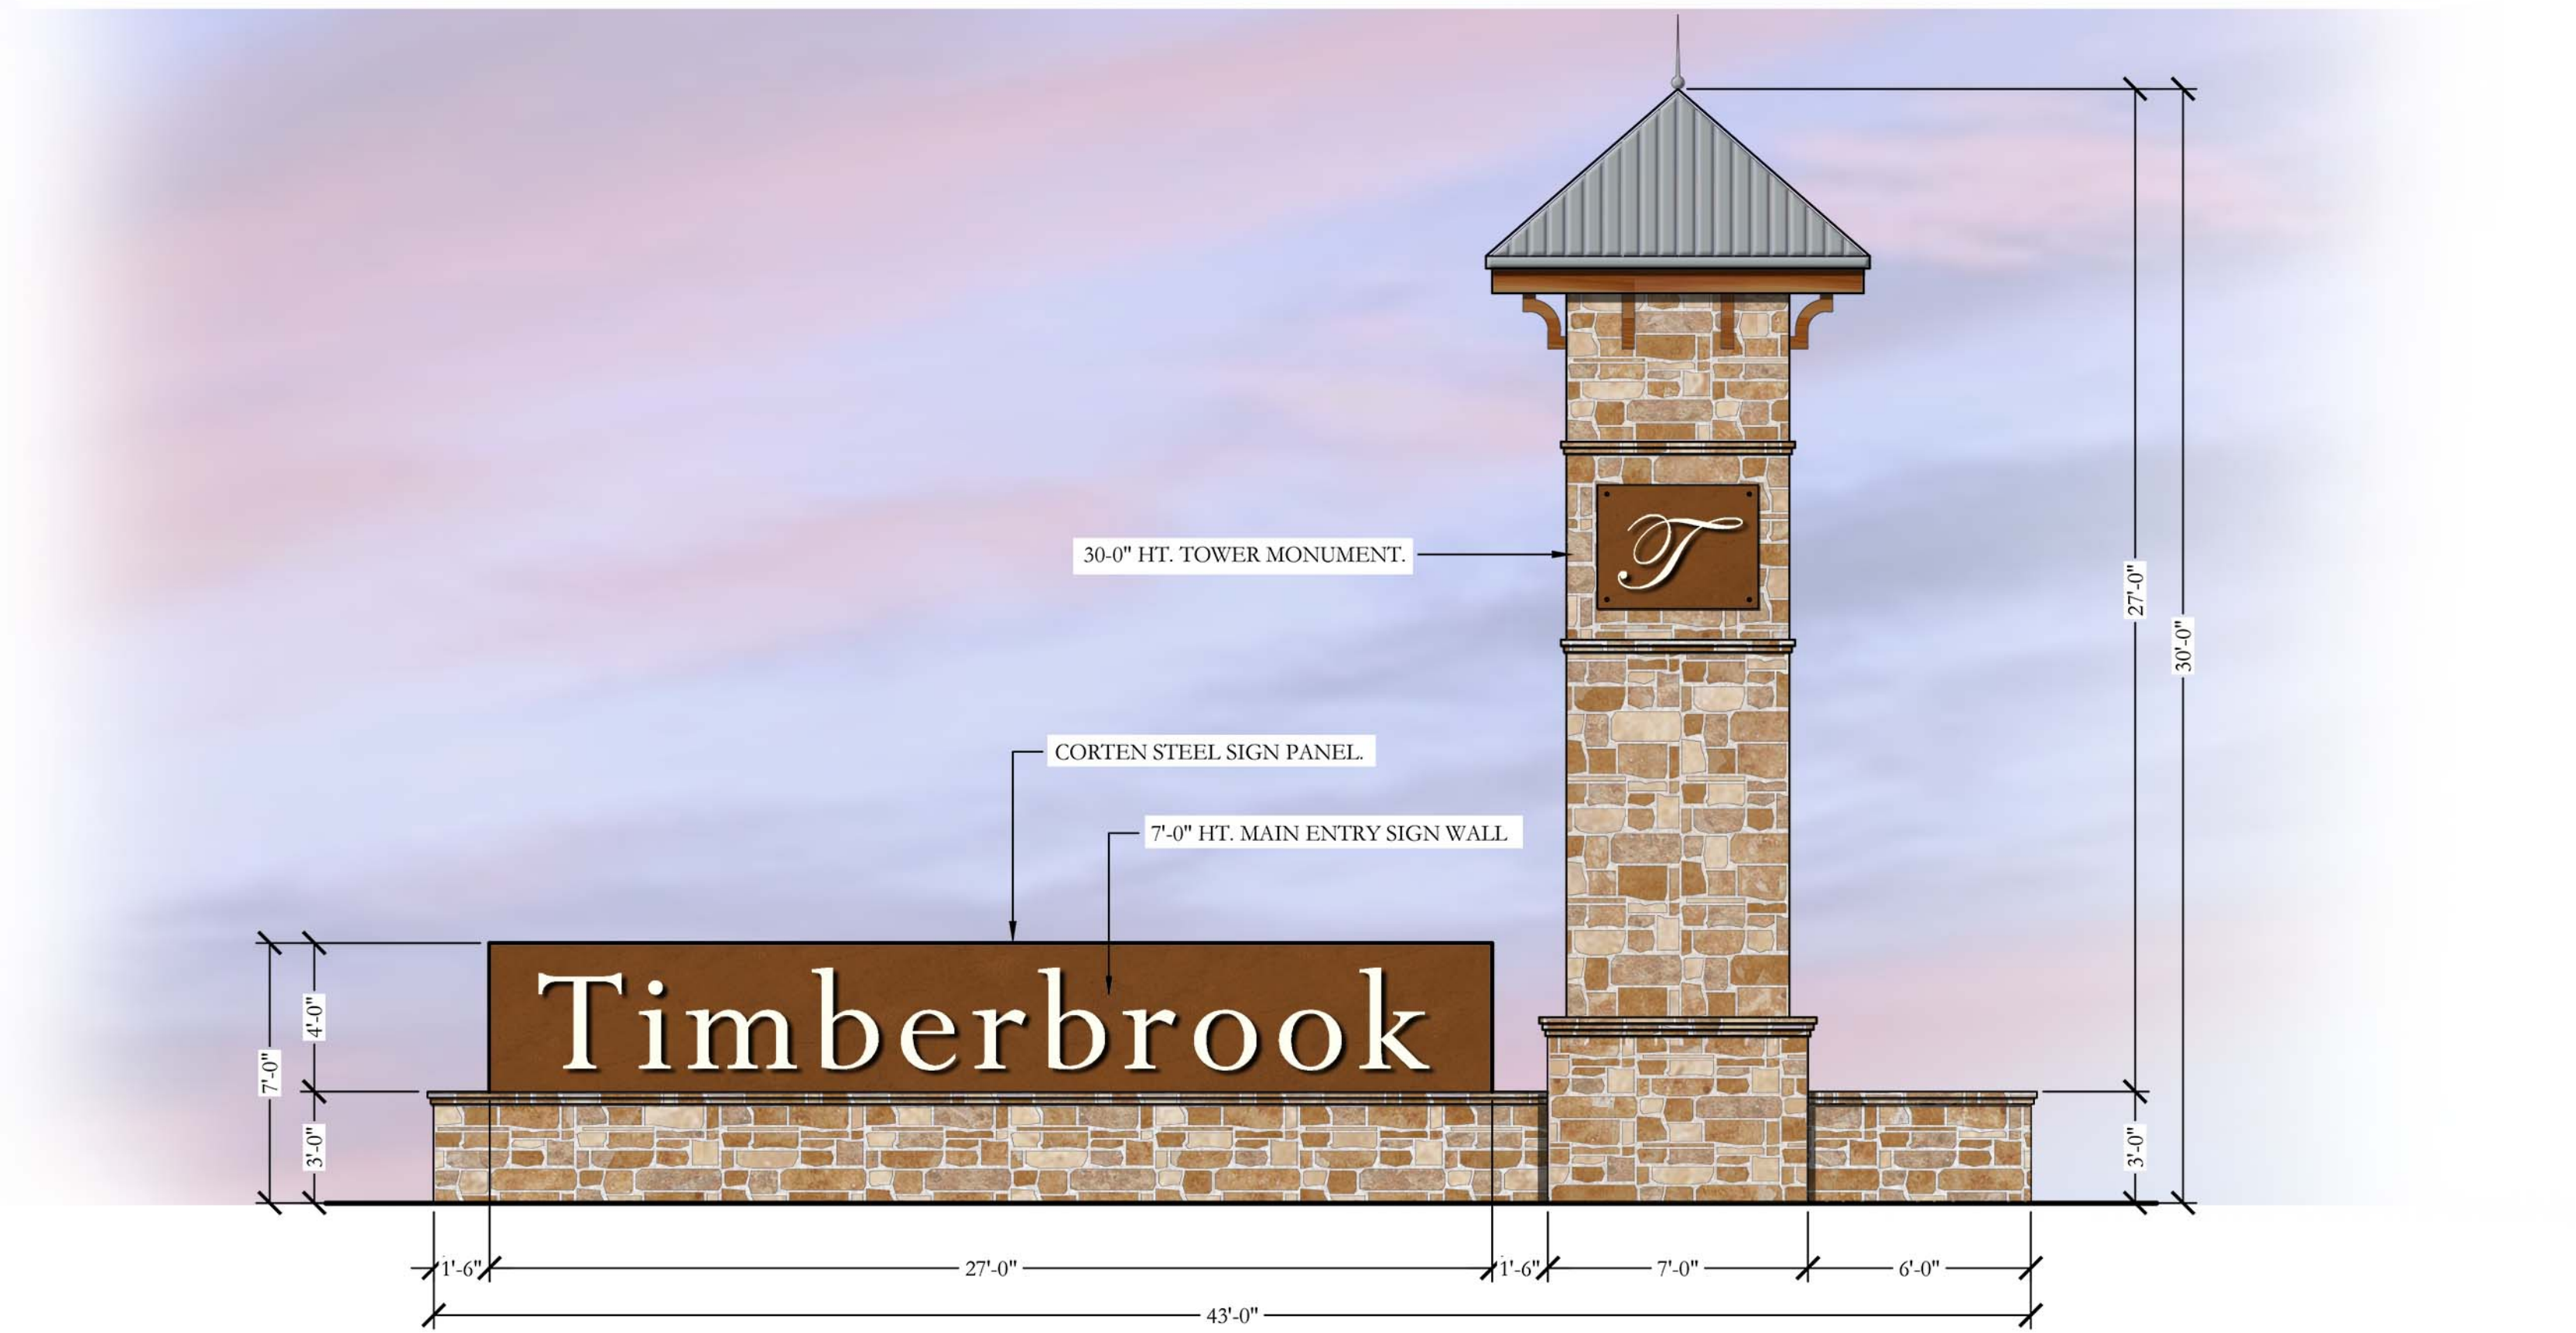 30-0" HT. TOWER MONUMENT.
T
27'-0"
30'-0"
CORTEN STEEL SIGN PANEL.
7'-0" HT. MAIN ENTRY SIGN WALL
Timberbrook
4'-0"
7'-0"
3'-0"
3'-0"
1'-6"
27'-0"
1'-6"
7'-0"
6'-0"
43'-0"